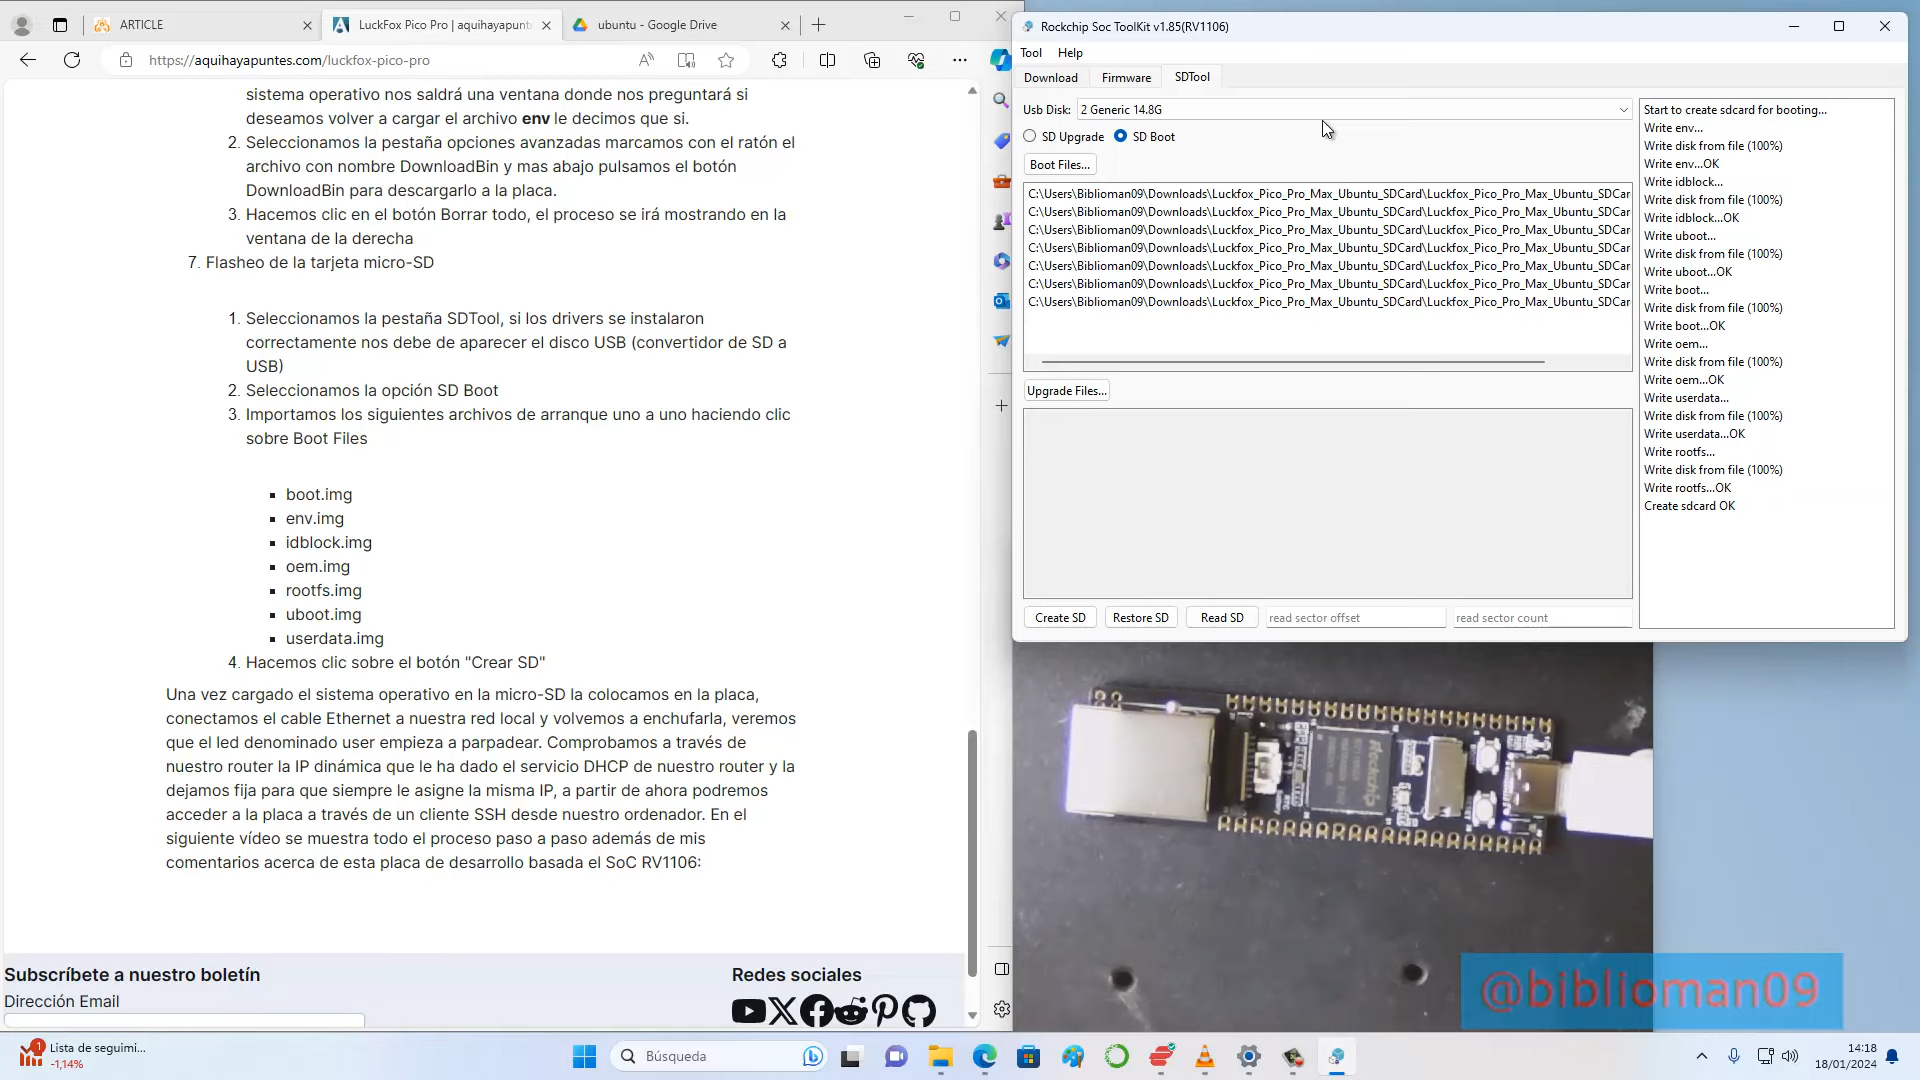 ARTICLE
LuckFox Pico Pro | aquihayapunt
ubuntu - Google Drive
https://aquihayapuntes.com/luckfox-pico-pro
sistema operativo nos saldrá una ventana donde nos preguntará si
deseamos volver a cargar el archivo env le decimos que si.
2. Seleccionamos la pestaña opciones avanzadas marcamos con el ratón el
archivo con nombre DownloadBin y mas abajo pulsamos el botón
DownloadBin para descargarlo a la placa.
3. Hacemos clic en el botón Borrar todo, el proceso se irá mostrando en la
ventana de la derecha
7. Flasheo de la tarjeta micro-SD
1. Seleccionamos la pestaña SDTool, si los drivers se instalaron
correctamente nos debe de aparecer el disco USB (convertidor de SD a
USB)
2. Seleccionamos la opción SD Boot
3. Importamos los siguientes archivos de arranque uno a uno haciendo clic
sobre Boot Files
boot.img
env.img
idblock.img
oem.img
rootfs.img
uboot.img
userdata.img
4. Hacemos clic sobre el botón "Crear SD"
Una vez cargado el sistema operativo en la micro-SD la colocamos en la placa,
conectamos el cable Ethernet a nuestra red local y volvemos a enchufarla, veremos
que el led denominado user empieza a parpadear. Comprobamos a través de
nuestro router la IP dinámica que le ha dado el servicio DHCP de nuestro router y la
dejamos fija para que siempre le asigne la misma IP, a partir de ahora podremos
acceder a la placa a través de un cliente SSH desde nuestro ordenador. En el
siguiente vídeo se muestra todo el proceso paso a paso además de mis
comentarios acerca de esta placa de desarrollo basada el SoC RV1106:
Subscríbete a nuestro boletín
Dirección Email
Redes sociales
Rockchip Soc ToolKit v1.85(RV1106)
Tool Help
Download Firmware SDTool
Usb Disk: 2 Generic 14.8G
SD Upgrade SD Boot
Boot Files...
C:\Users\Biblioman09\Downloads\Luckfox_Pico_Pro_Max_Ubuntu_SDCard\Luckfox_Pico_Pro_Max_Ubuntu_SDCar
C:\Users\Biblioman09\Downloads\Luckfox_Pico_Pro_Max_Ubuntu_SDCard\Luckfox_Pico_Pro_Max_Ubuntu_SDCar
C:\Users\Biblioman09\Downloads\Luckfox_Pico_Pro_Max_Ubuntu_SDCard\Luckfox_Pico_Pro_Max_Ubuntu_SDCar
C:\Users\Biblioman09\Downloads\Luckfox_Pico_Pro_Max_Ubuntu_SDCard\Luckfox_Pico_Pro_Max_Ubuntu_SDCar
C:\Users\Biblioman09\Downloads\Luckfox_Pico_Pro_Max_Ubuntu_SDCard\Luckfox_Pico_Pro_Max_Ubuntu_SDCar
C:\Users\Biblioman09\Downloads\Luckfox_Pico_Pro_Max_Ubuntu_SDCard\Luckfox_Pico_Pro_Max_Ubuntu_SDCar
C:\Users\Biblioman09\Downloads\Luckfox_Pico_Pro_Max_Ubuntu_SDCard\Luckfox_Pico_Pro_Max_Ubuntu_SDCar
Upgrade Files...
Create SD Restore SD Read SD read sector offset read sector count
Start to create sdcard for booting...
Write env...
Write disk from file (100%)
Write env...OK
Write idblock...
Write disk from file (100%)
Write idblock...OK
Write uboot...
Write disk from file (100%)
Write uboot...OK
Write boot...
Write disk from file (100%)
Write boot...OK
Write oem...
Write disk from file (100%)
Write oem...OK
Write userdata...
Write disk from file (100%)
Write userdata...OK
Write rootfs...
Write disk from file (100%)
Write rootfs...OK
Create sdcard OK
Rockchip
@biblioman09
1
Lista de seguimi...
-1,14%
Búsqueda
14:18
18/01/2024